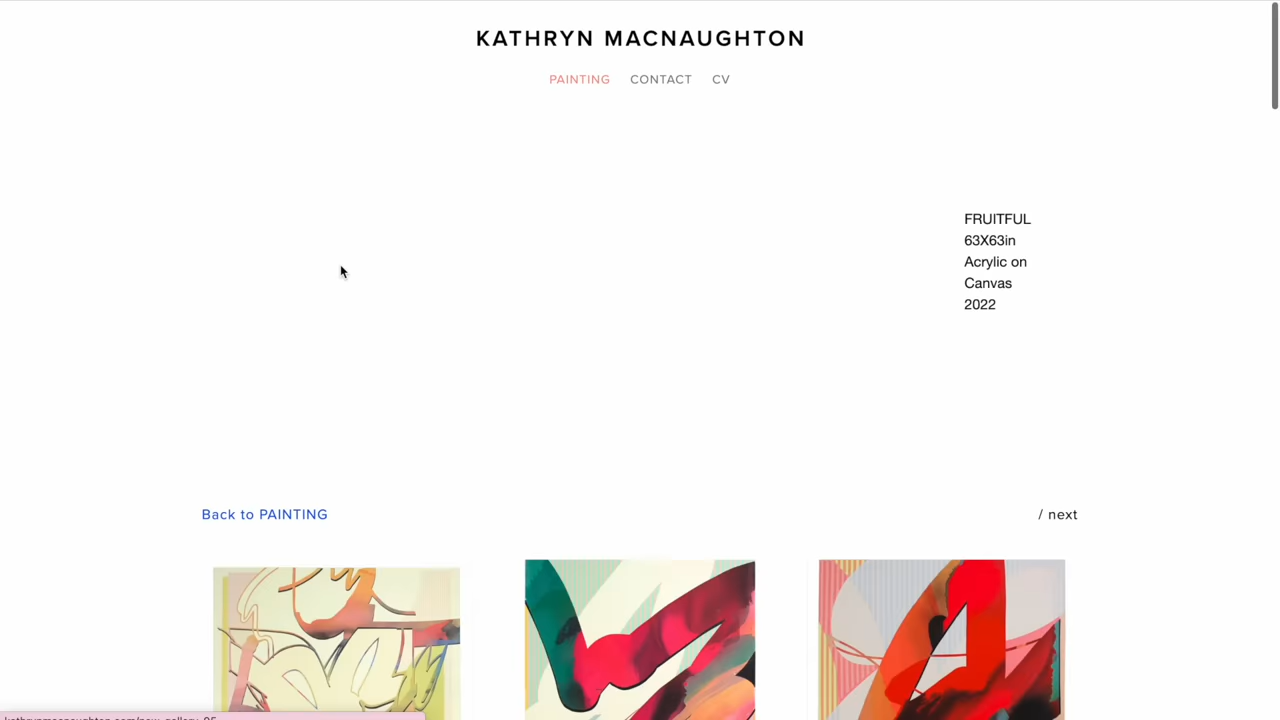 KATHRYN MACNAUGHTON
PAINTING CONTACT CV
FRUITFUL
63X63in
Acrylic on
Canvas
2022
Back to PAINTING
/ next